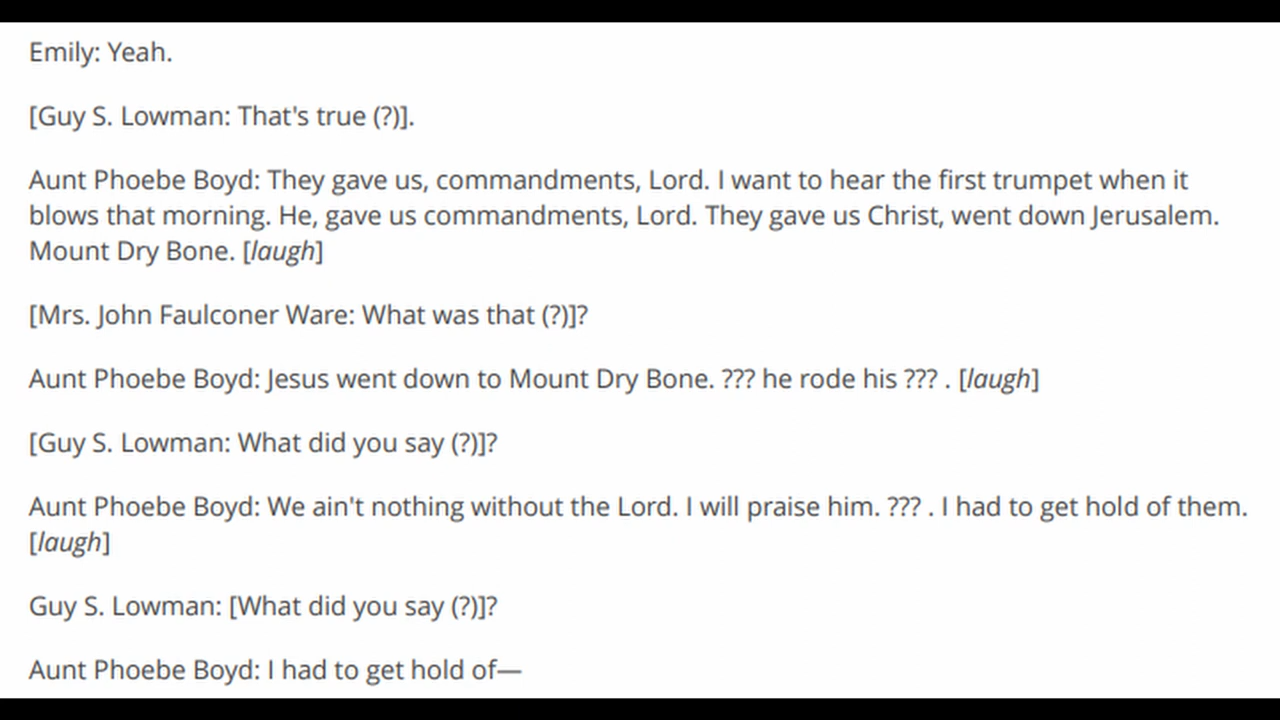 Emily: Yeah.
[Guy S. Lowman: That's true (?)].
Aunt Phoebe Boyd: They gave us, commandments, Lord. I want to hear the first trumpet when it
blows that morning. He, gave us commandments, Lord. They gave us Christ, went down Jerusalem.
Mount Dry Bone. [laugh]
[Mrs. John Faulconer Ware: What was that (?)]?
Aunt Phoebe Boyd: Jesus went down to Mount Dry Bone. ??? he rode his ??? . [laugh]
[Guy S. Lowman: What did you say (?)]?
Aunt Phoebe Boyd: We ain't nothing without the Lord. I will praise him. ??? . I had to get hold of them.
[laugh]
Guy S. Lowman: [What did you say (?)]?
Aunt Phoebe Boyd: I had to get hold of—